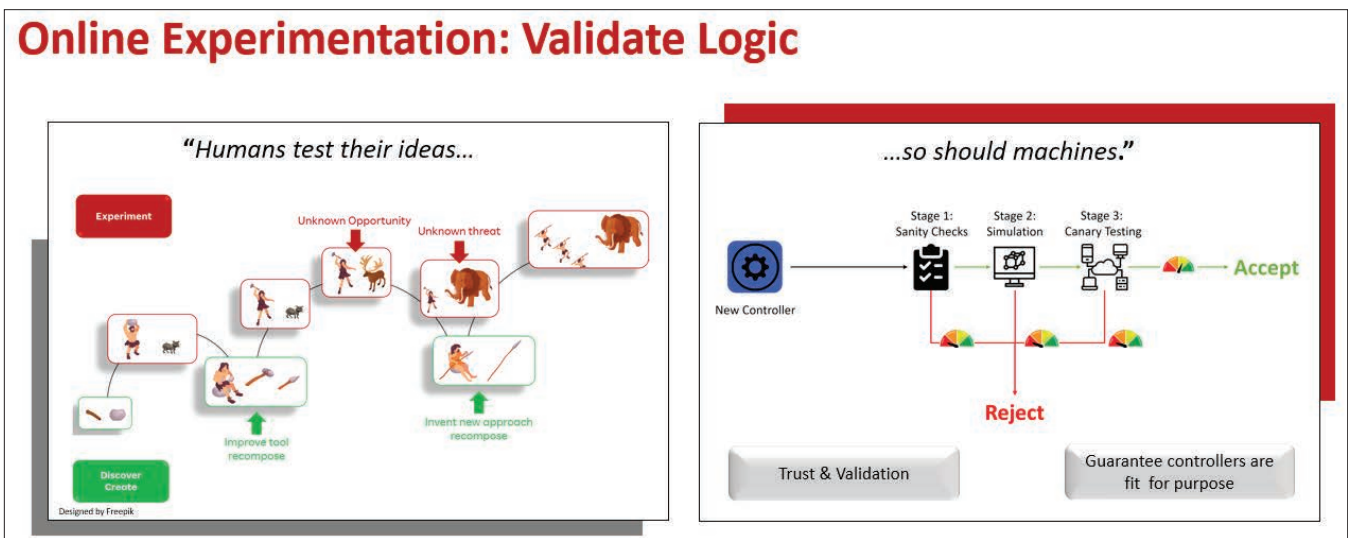 Online Experimentation: Validate Logic
“Humans test their ideas...
Experiment
Unknown Opportunity
Unknown threat
Improve tool
recompose
Invent new approach
recompose
Discover
Create
Designed by Freepik
...so should machines.”
Stage 1:
Sanity Checks
Stage 2:
Simulation
Stage 3:
Canary Testing
New Controller
Accept
Reject
Trust & Validation
Guarantee controllers are
fit for purpose